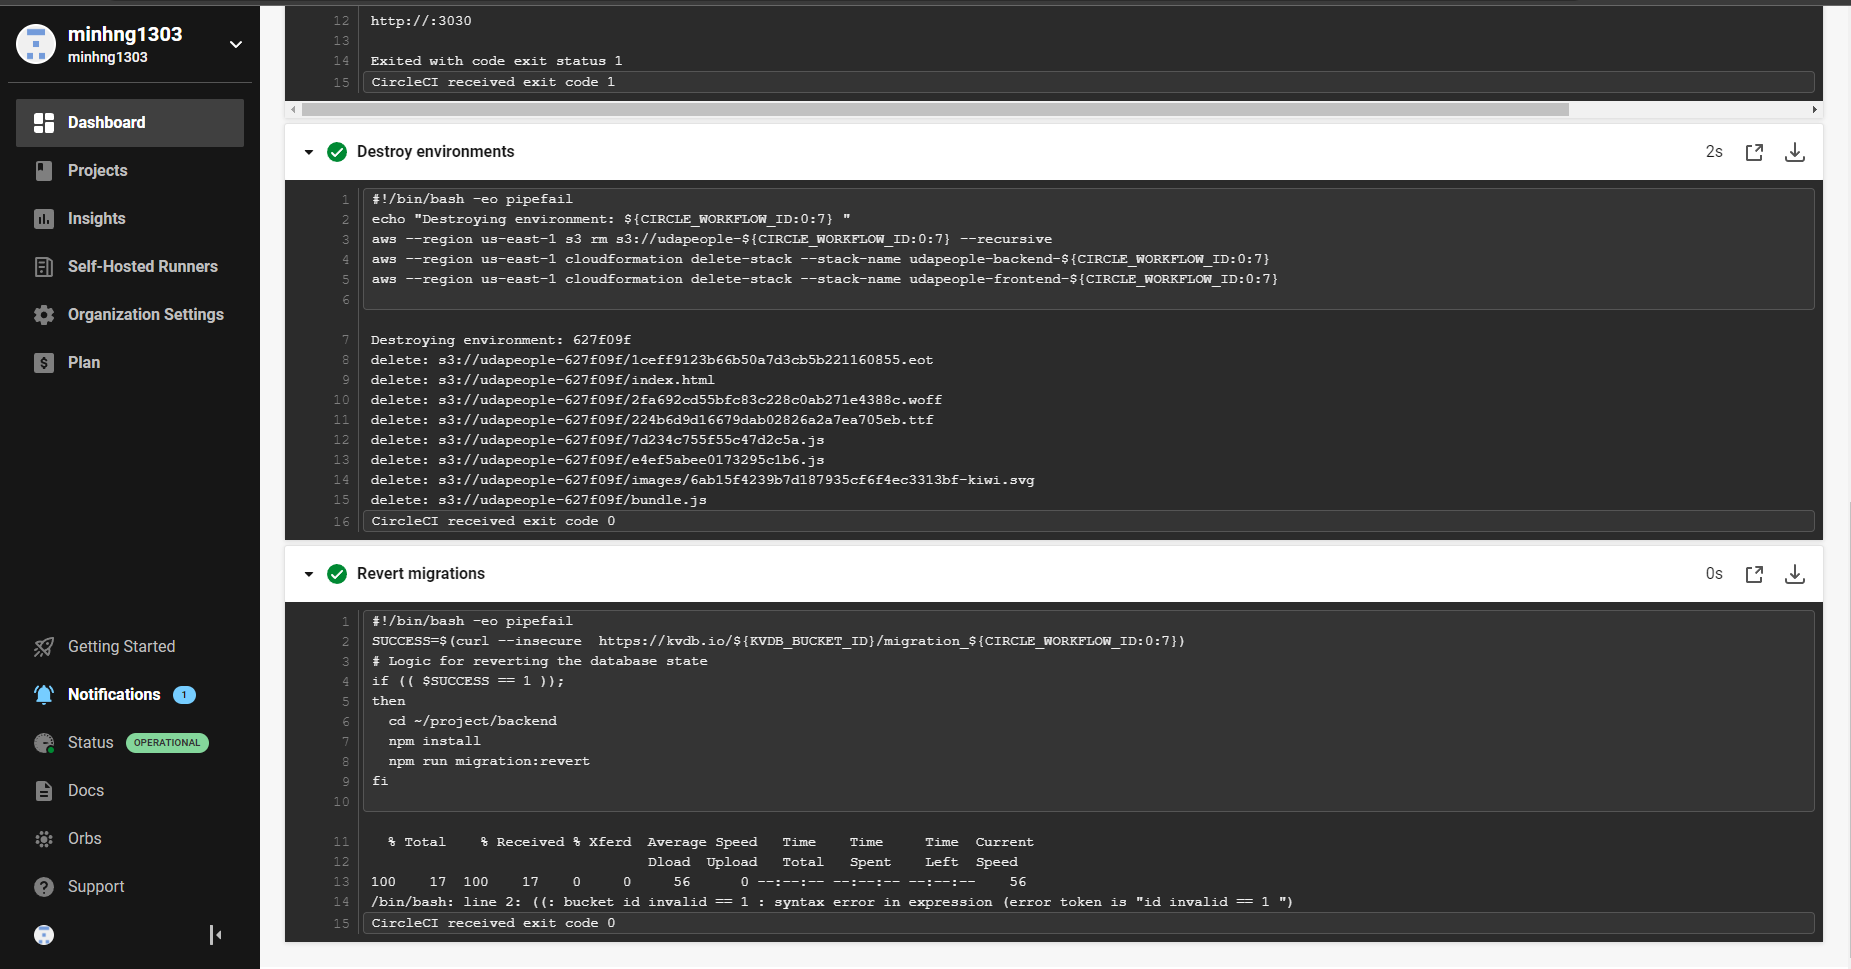 minhng1303
minhng1303
Dashboard
Projects
Insights
Self-Hosted Runners
Organization Settings
$ Plan
Getting Started
Notifications 1
Status OPERATIONAL
Docs
Orbs
? Support
12 http://:3030
13
14 Exited with code exit status 1
15 CircleCI received exit code 1
Destroy environments 2s
1 #!/bin/bash -eo pipefail
2 echo "Destroying environment: ${CIRCLE_WORKFLOW_ID:0:7} "
3 aws --region us-east-1 s3 rm s3://udapeople-${CIRCLE_WORKFLOW_ID:0:7} --recursive
4 aws --region us-east-1 cloudformation delete-stack --stack-name udapeople-backend-${CIRCLE_WORKFLOW_ID:0:7}
5 aws --region us-east-1 cloudformation delete-stack --stack-name udapeople-frontend-${CIRCLE_WORKFLOW_ID:0:7}
6
7 Destroying environment: 627f09f
8 delete: s3://udapeople-627f09f/1ceff9123b66b50a7d3cb5b221160855.eot
9 delete: s3://udapeople-627f09f/index.html
10 delete: s3://udapeople-627f09f/2fa692cd55bfc83c228c0ab271e4388c.woff
11 delete: s3://udapeople-627f09f/224b6d9d16679dab02826a2a7ea705eb.ttf
12 delete: s3://udapeople-627f09f/7d234c755f55c47d2c5a.js
13 delete: s3://udapeople-627f09f/e4ef5abee0173295c1b6.js
14 delete: s3://udapeople-627f09f/images/6ab15f4239b7d187935cf6f4ec3313bf-kiwi.svg
15 delete: s3://udapeople-627f09f/bundle.js
16 CircleCI received exit code 0
Revert migrations 0s
1 #!/bin/bash -eo pipefail
2 SUCCESS=$(curl --insecure  https://kvdb.io/${KVDB_BUCKET_ID}/migration_${CIRCLE_WORKFLOW_ID:0:7})
3 # Logic for reverting the database state
4 if (( $SUCCESS == 1 ));
5 then
6   cd ~/project/backend
7   npm install
8   npm run migration:revert
9 fi
10
11   % Total    % Received % Xferd  Average Speed   Time    Time     Time  Current
12                                  Dload  Upload   Total   Spent    Left  Speed
13 100    17  100    17    0     0     56      0 --:--:-- --:--:-- --:--:--    56
14 /bin/bash: line 2: ((: bucket id invalid == 1 : syntax error in expression (error token is "id invalid == 1 ")
15 CircleCI received exit code 0